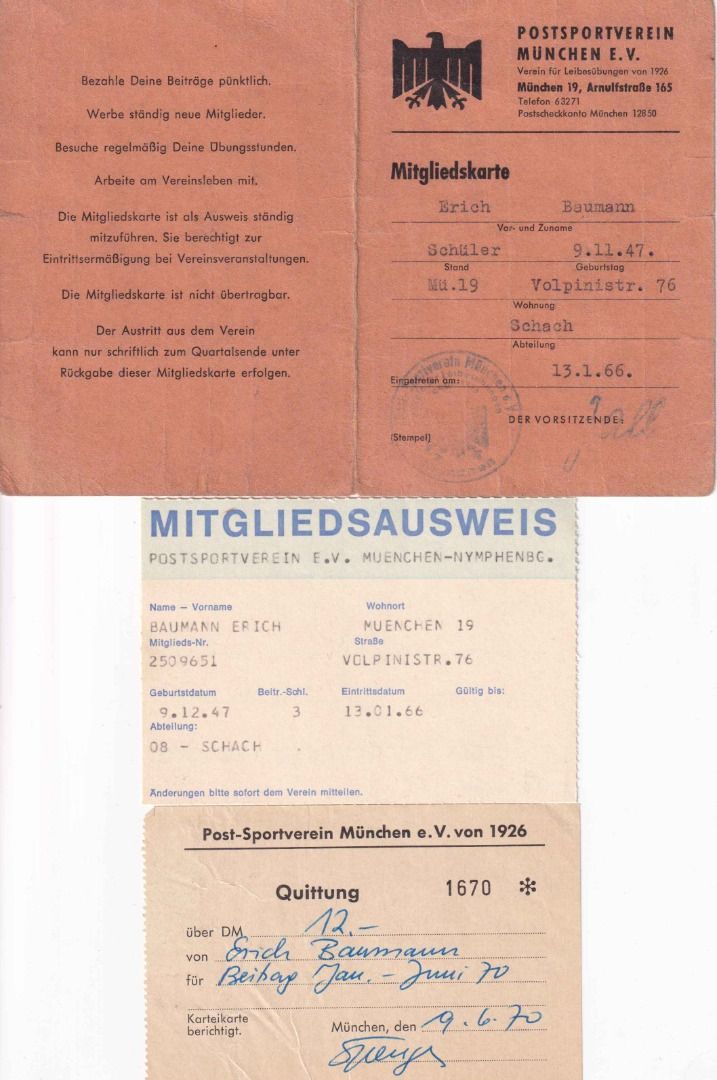 Bezahle Deine Beiträge pünktlich.
Werbe ständig neue Mitglieder.
Besuche regelmäßig Deine Übungsstunden.
Arbeite am Vereinsleben mit.
Die Mitgliedskarte ist als Ausweis ständig
mitzuführen. Sie berechtigt zur
Eintrittsermäßigung bei Vereinsveranstaltungen.
Die Mitgliedskarte ist nicht übertragbar.
Der Austritt aus dem Verein
kann nur schriftlich zum Quartalsende unter
Rückgabe dieser Mitgliedskarte erfolgen.
POSTSPORTVEREIN
MÜNCHEN E.V.
Verein für Leibesübungen von 1926
München 19, Arnulfstraße 165
Telefon 63271
Postscheckkonto München 12850
Mitgliedskarte
Erich Baumann
Vor- und Zuname
Schüler 9.11.47.
Stand Geburtstag
Mü.19 Volpinistr. 76
Wohnung
Schach
Abteilung
Eingetreten am: 13.1.66.
DER VORSITZENDE:
(Stempel)
MITGLIEDSAUSWEIS
POSTSPORTVEREIN E.V. MUENCHEN-NYMPHENBG.
Name – Vorname Wohnort
BAUMANN ERICH MUENCHEN 19
Mitglieds-Nr. Straße
2509651 VOLPINISTR.76
Geburtsdatum Beitr.-Schl. Eintrittsdatum Gültig bis:
9.12.47 3 13.01.66
Abteilung:
08 - SCHACH
Änderungen bitte sofort dem Verein mitteilen.
Post-Sportverein München e.V. von 1926
Quittung 1670 *
über DM 12.-
von Erich Baumann
für Beitrag Jan. - Juni 70
Karteikarte
berichtigt. München, den 9.6.70